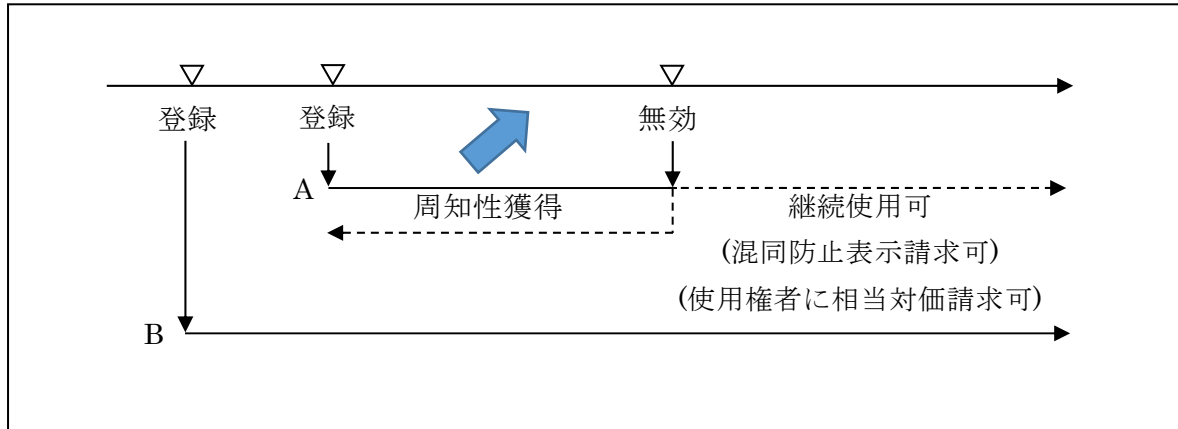 登録
登録
無効
A
周知性獲得
継続使用可
(混同防止表示請求可)
(使用権者に相当対価請求可)
B